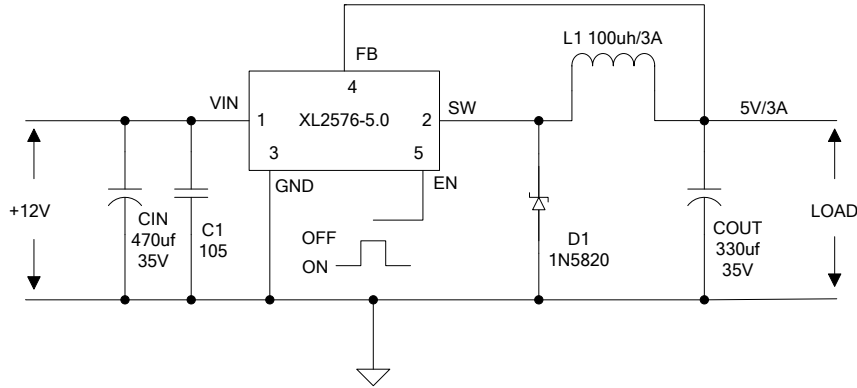 L1 100uh/3A
FB
4
VIN
SW
5V/3A
1
XL2576-5.0
2
3
5
GND
EN
+12V
CIN
470uf
35V
C1
105
OFF
ON
D1
1N5820
COUT
330uf
35V
LOAD